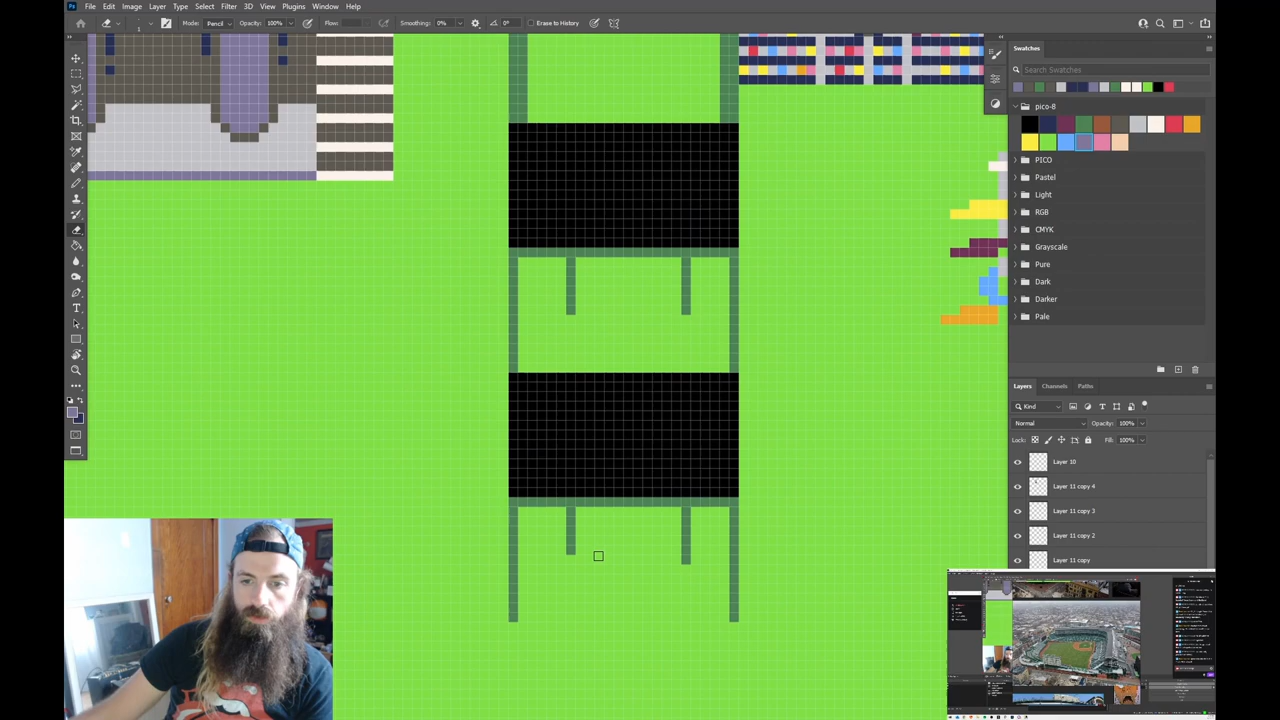 Ps File Edit Image Layer Type Select Filter 3D View Plugins Window Help
1 Mode: Pencil Opacity: 100% Flow: Smoothing: 0% 0° Erase to History
Swatches
Search Swatches
pico-8
PICO
Pastel
Light
RGB
CMYK
Grayscale
Pure
Dark
Darker
Pale
Layers Channels Paths
Kind
Normal Opacity: 100%
Lock: Fill: 100%
Layer 10
Layer 11 copy 4
Layer 11 copy 3
Layer 11 copy 2
Layer 11 copy